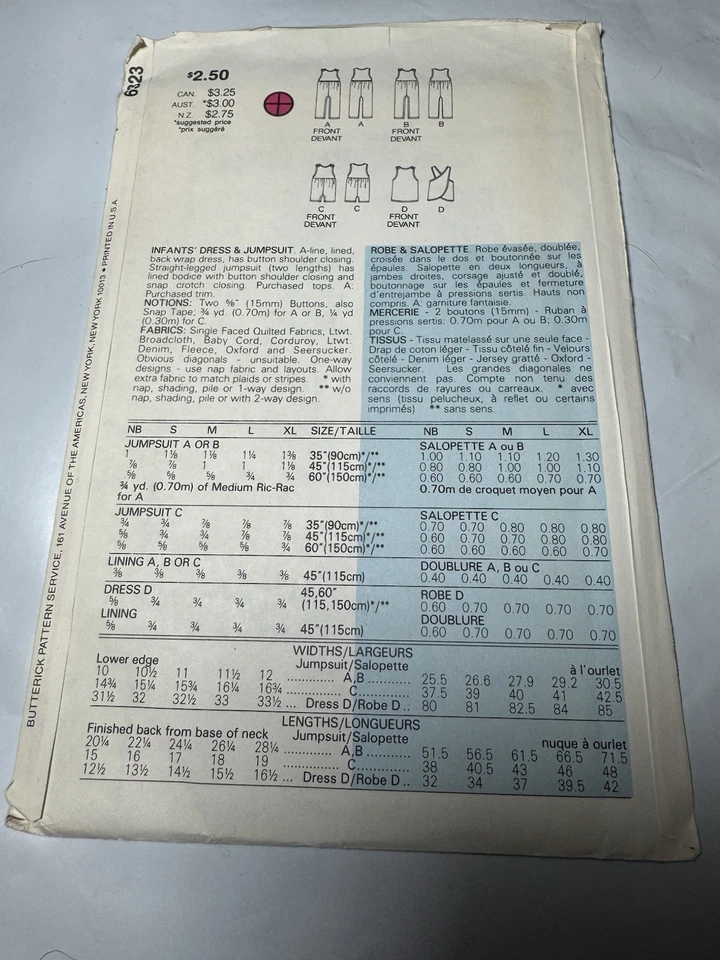 6823
$2.50
CAN. $3.25
AUST. *$3.00
N.Z. $2.75
*suggested price
*prix suggéré
A A B B
FRONT FRONT
DEVANT DEVANT
C C D D
FRONT FRONT
DEVANT DEVANT
BUTTERICK PATTERN SERVICE, 161 AVENUE OF THE AMERICAS, NEW YORK, NEW YORK 10013 • PRINTED IN U.S.A.
INFANTS' DRESS & JUMPSUIT. A-line, lined,
back wrap dress, has button shoulder closing.
Straight-legged jumpsuit (two lengths) has
lined bodice with button shoulder closing and
snap crotch closing. Purchased tops. A:
Purchased trim.
NOTIONS: Two ⅝" (15mm) Buttons, also
Snap Tape; ¾ yd. (0.70m) for A or B, ¼ yd
(0.30m) for C.
FABRICS: Single Faced Quilted Fabrics, Ltwt.
Broadcloth, Baby Cord, Corduroy, Ltwt.
Denim, Fleece, Oxford and Seersucker.
Obvious diagonals - unsuitable. One-way
designs - use nap fabric and layouts. Allow
extra fabric to match plaids or stripes. * with
nap, shading, pile or 1-way design. ** w/o
nap, shading, pile or with 2-way design.
ROBE & SALOPETTE. Robe évasée, doublée,
croisée dans le dos et boutonnée sur les
épaules. Salopette en deux longueurs, à
jambes droites, corsage ajusté et doublé,
boutonnage sur les épaules et fermeture
d'entrejambe à pressions sertis. Hauts non
compris. A: garniture fantaisie.
MERCERIE - 2 boutons (15mm) - Ruban à
pressions sertis: 0.70m pour A ou B; 0.30m
pour C.
TISSUS - Tissu matelassé sur une seule face -
Drap de coton léger - Tissu côtelé fin - Velours
côtelé - Denim léger - Jersey gratté - Oxford -
Seersucker. Les grandes diagonales ne
conviennent pas. Compte non tenu des
raccords de rayures ou carreaux. * avec
sens (tissu pelucheux, à reflet ou certains
imprimés) ** sans sens.
NB S M L XL SIZE/TAILLE NB S M L XL
JUMPSUIT A OR B SALOPETTE A ou B
1 1⅛ 1⅛ 1¼ 1⅜ 35"(90cm)*/** 1.00 1.10 1.10 1.20 1.30
⅞ ⅞ 1 1 1⅛ 45"(115cm)*/** 0.80 0.80 1.00 1.00 1.10
⅝ ⅝ ⅝ ¾ ¾ 60"(150cm)*/** 0.60 0.60 0.60 0.70 0.70
¾ yd. (0.70m) of Medium Ric-Rac 0.70m de croquet moyen pour A
for A
JUMPSUIT C SALOPETTE C
¾ ¾ ⅞ ⅞ ⅞ 35"(90cm)*/** 0.70 0.70 0.80 0.80 0.80
⅝ ¾ ¾ ⅞ ⅞ 45"(115cm)*/** 0.60 0.70 0.70 0.80 0.80
⅝ ⅝ ⅝ ⅝ ¾ 60"(150cm)*/** 0.60 0.60 0.60 0.60 0.70
LINING A, B OR C DOUBLURE A, B ou C
⅜ ⅜ ⅜ ⅜ ⅜ 45"(115cm) 0.40 0.40 0.40 0.40 0.40
DRESS D 45,60" ROBE D
⅝ ¾ ¾ ¾ ¾ (115,150cm)*/** 0.60 0.70 0.70 0.70 0.70
LINING DOUBLURE
⅝ ¾ ¾ ¾ ¾ 45"(115cm) 0.60 0.70 0.70 0.70 0.70
WIDTHS/LARGEURS
Lower edge Jumpsuit/Salopette à l'ourlet
10 10½ 11 11½ 12 ............. A,B ........... 25.5 26.6 27.9 29.2 30.5
14¾ 15¼ 15¾ 16¼ 16¾ ............. C............. 37.5 39 40 41 42.5
31½ 32 32½ 33 33½ ... Dress D/Robe D .. 80 81 82.5 84 85
LENGTHS/LONGUEURS
Finished back from base of neck Jumpsuit/Salopette nuque à ourlet
20¼ 22¼ 24¼ 26¼ 28¼ ............. A,B ........... 51.5 56.5 61.5 66.5 71.5
15 16 17 18 19 ............. C............. 38 40.5 43 46 48
12½ 13½ 14½ 15½ 16½ ... Dress D/Robe D .. 32 34 37 39.5 42